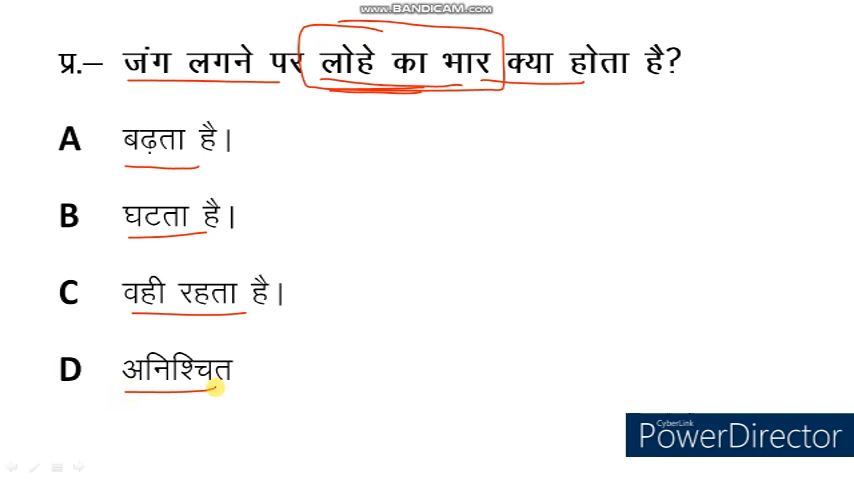 www.BANDICAM.com
प्र.– जंग लगने पर लोहे का भार क्या होता है?
A बढ़ता है।
B घटता है।
C वही रहता है।
D अनिश्चित
CyberLink
PowerDirector